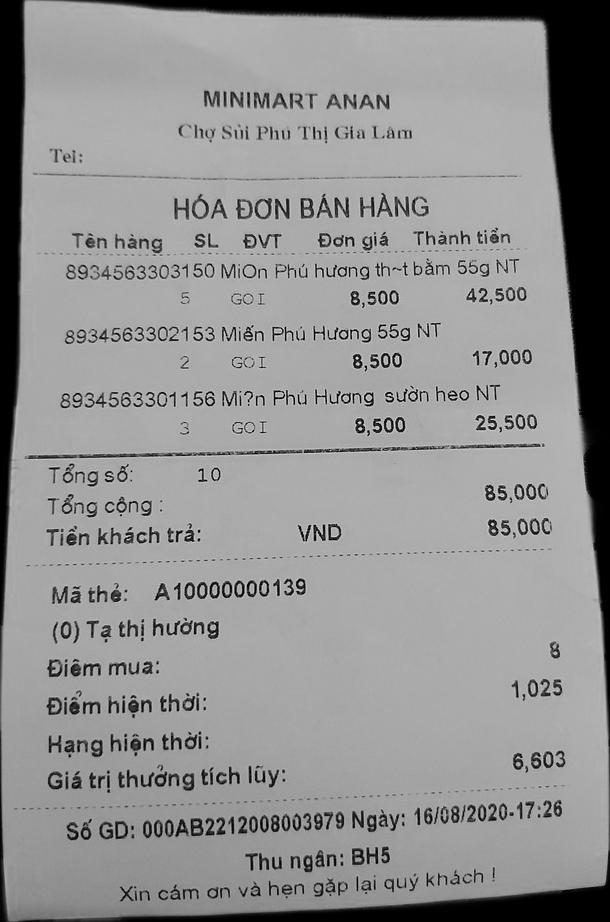 MINIMART ANAN
Chợ Sủi Phú Thị Gia Lâm
Tel:
HÓA ĐƠN BÁN HÀNG
Tên hàng SL ĐVT Đơn giá Thành tiền
8934563303150 MiOn Phú hương th~t bằm 55g NT
5 GOI 8,500 42,500
8934563302153 Miến Phú Hương 55g NT
2 GOI 8,500 17,000
8934563301156 Mi?n Phú Hương sườn heo NT
3 GOI 8,500 25,500
Tổng số: 10
Tổng cộng : 85,000
Tiền khách trả: VND 85,000
Mã thẻ: A10000000139
(0) Tạ thị hường
Điểm mua: 8
Điểm hiện thời: 1,025
Hạng hiện thời:
Giá trị thưởng tích lũy: 6,603
Số GD: 000AB2212008003979 Ngày: 16/08/2020-17:26
Thu ngân: BH5
Xin cám ơn và hẹn gặp lại quý khách !